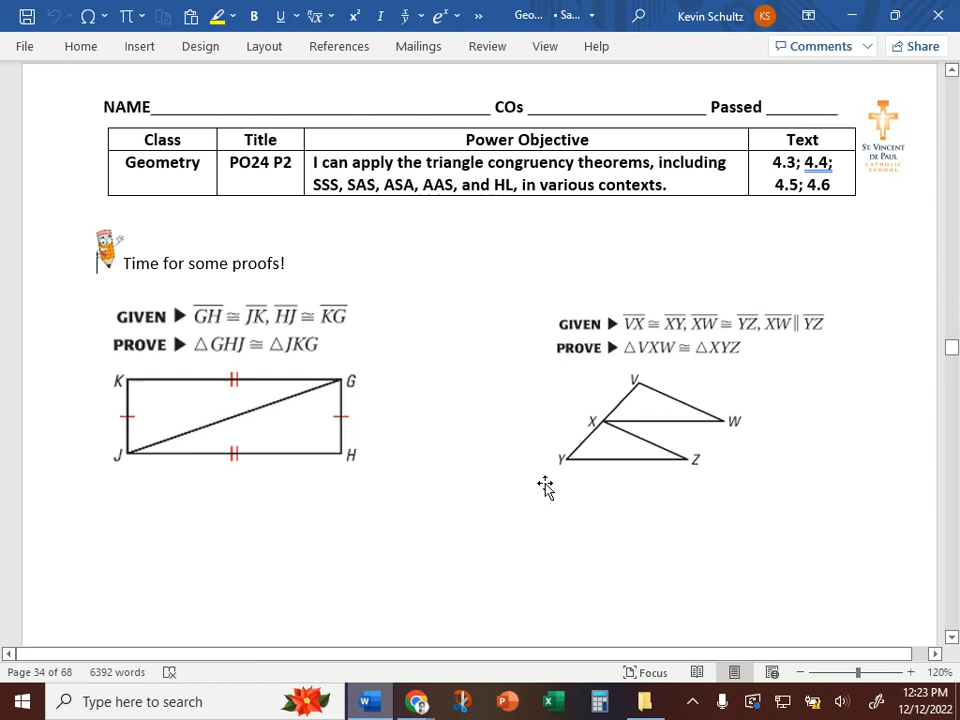 Geo... • Sa...
Kevin Schultz
KS
File Home Insert Design Layout References Mailings Review View Help
Comments
Share
NAME COs Passed
Class Title Power Objective Text
Geometry PO24 P2 I can apply the triangle congruency theorems, including 4.3; 4.4;
SSS, SAS, ASA, AAS, and HL, in various contexts. 4.5; 4.6
ST. VINCENT
DE PAUL
CATHOLIC
SCHOOL
Time for some proofs!
GIVEN ▶ GH ≅ JK, HJ ≅ KG
PROVE ▶ △GHJ ≅ △JKG
K G
J H
GIVEN ▶ VX ≅ XY, XW ≅ YZ, XW ∥ YZ
PROVE ▶ △VXW ≅ △XYZ
V
X W
Y Z
Page 34 of 68 6392 words
Focus
120%
Type here to search
12:23 PM
12/12/2022